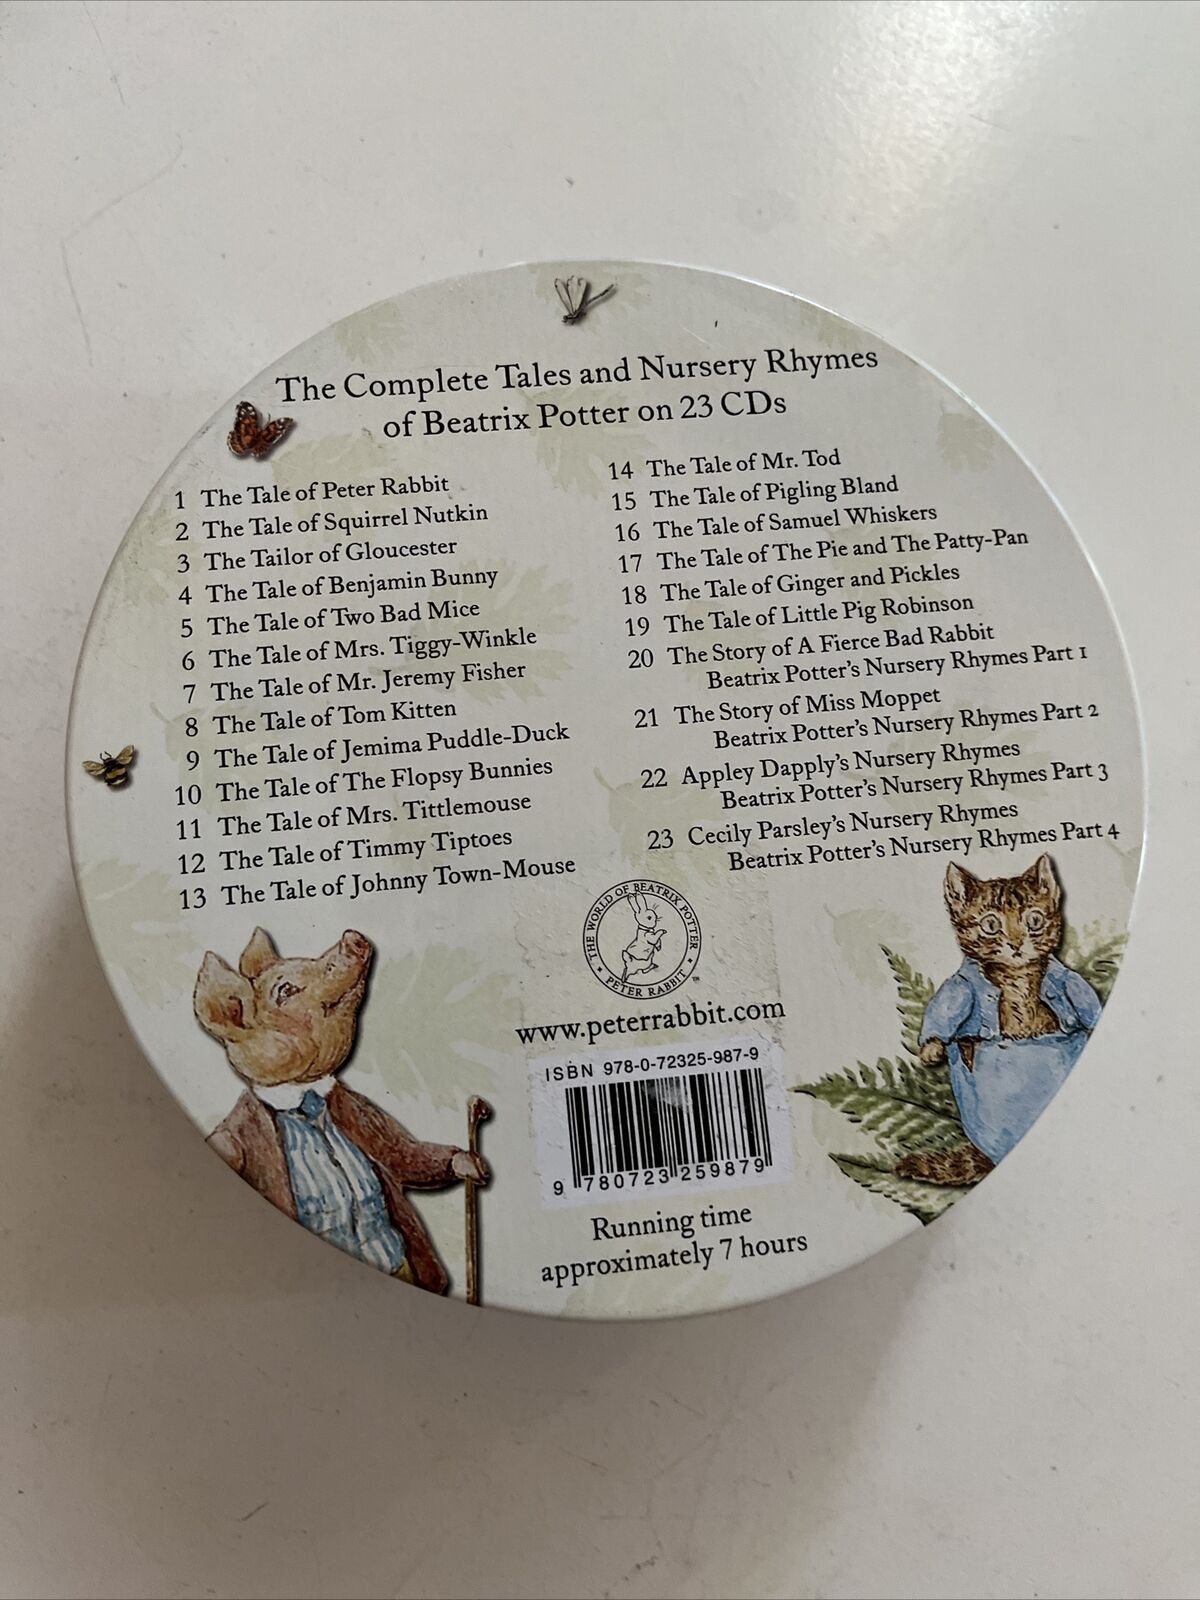 The Complete Tales and Nursery Rhymes
of Beatrix Potter on 23 CDs
1 The Tale of Peter Rabbit
2 The Tale of Squirrel Nutkin
3 The Tailor of Gloucester
4 The Tale of Benjamin Bunny
5 The Tale of Two Bad Mice
6 The Tale of Mrs. Tiggy-Winkle
7 The Tale of Mr. Jeremy Fisher
8 The Tale of Tom Kitten
9 The Tale of Jemima Puddle-Duck
10 The Tale of The Flopsy Bunnies
11 The Tale of Mrs. Tittlemouse
12 The Tale of Timmy Tiptoes
13 The Tale of Johnny Town-Mouse
14 The Tale of Mr. Tod
15 The Tale of Pigling Bland
16 The Tale of Samuel Whiskers
17 The Tale of The Pie and The Patty-Pan
18 The Tale of Ginger and Pickles
19 The Tale of Little Pig Robinson
20 The Story of A Fierce Bad Rabbit
Beatrix Potter's Nursery Rhymes Part 1
21 The Story of Miss Moppet
Beatrix Potter's Nursery Rhymes Part 2
22 Appley Dapply's Nursery Rhymes
Beatrix Potter's Nursery Rhymes Part 3
23 Cecily Parsley's Nursery Rhymes
Beatrix Potter's Nursery Rhymes Part 4
THE WORLD OF BEATRIX POTTER
PETER RABBIT ™
www.peterrabbit.com
ISBN 978-0-72325-987-9
9 780723 259879
Running time
approximately 7 hours